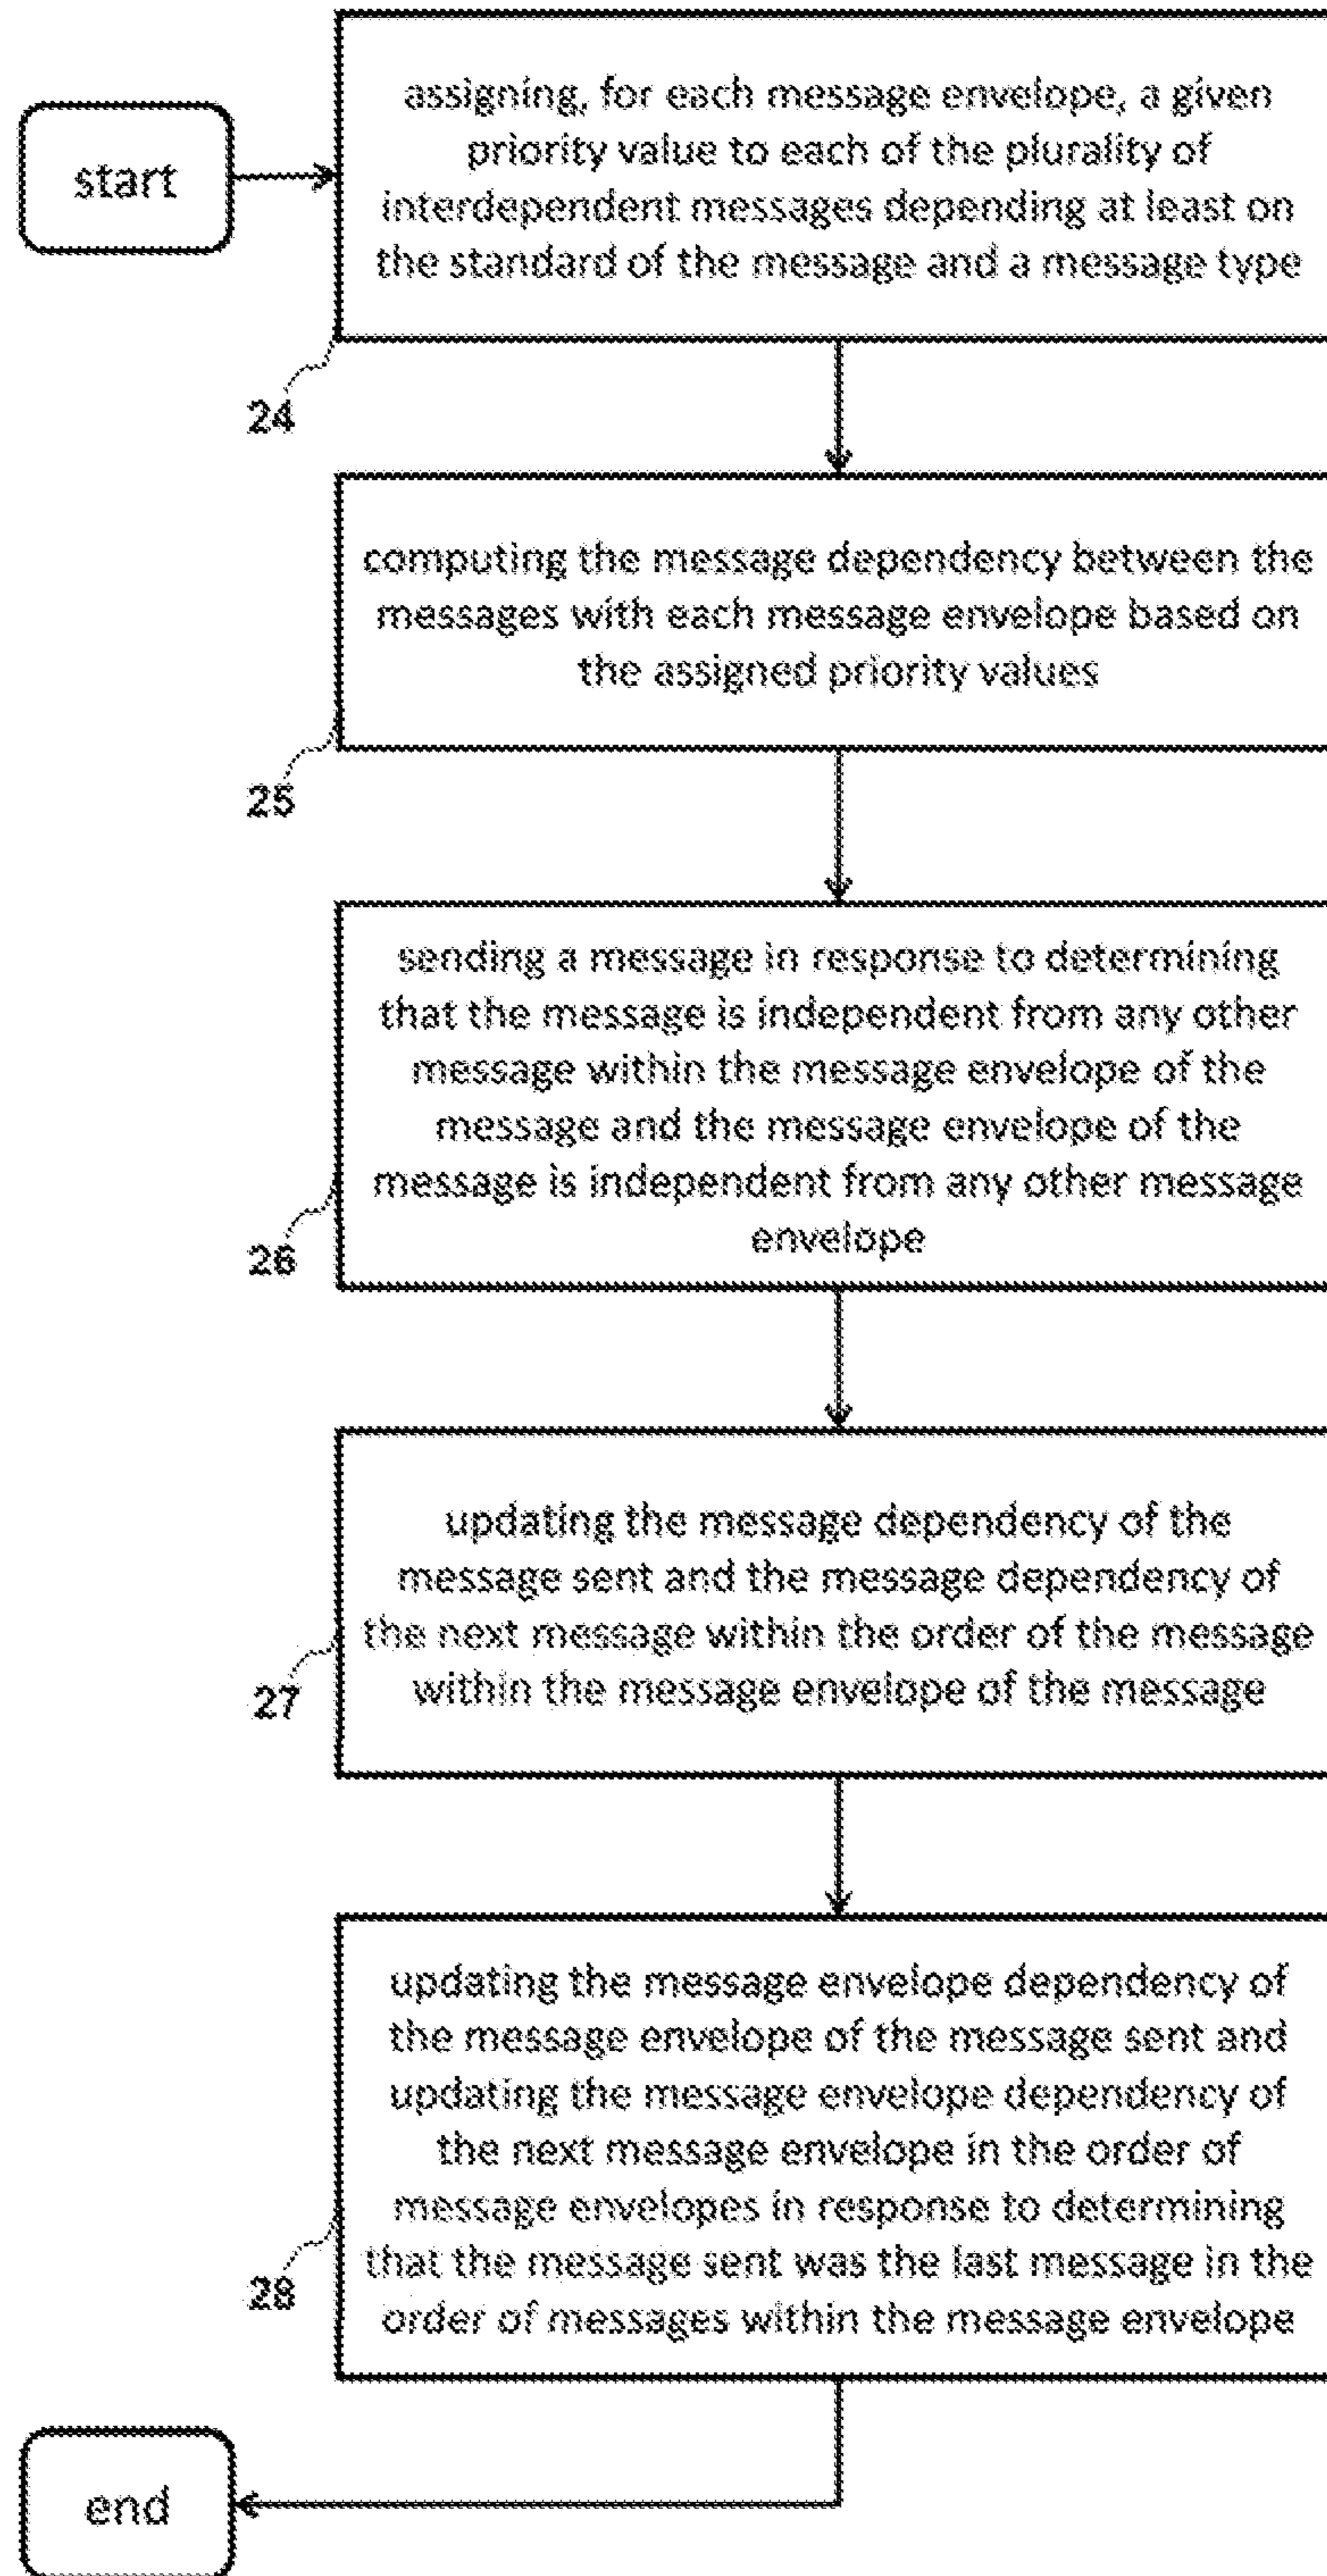 start
assigning, for each message envelope, a given
priority value to each of the plurality of
interdependent messages depending at least on
the standard of the message and a message type
24
computing the message dependency between the
messages with each message envelope based on
the assigned priority values
25
sending a message in response to determining
that the message is independent from any other
message within the message envelope of the
message and the message envelope of the
message is independent from any other message
envelope
26
updating the message dependency of the
message sent and the message dependency of
the next message within the order of the message
within the message envelope of the message
27
updating the message envelope dependency of
the message envelope of the message sent and
updating the message envelope dependency of
the next message envelope in the order of
message envelopes in response to determining
that the message sent was the last message in the
order of messages within the message envelope
28
end